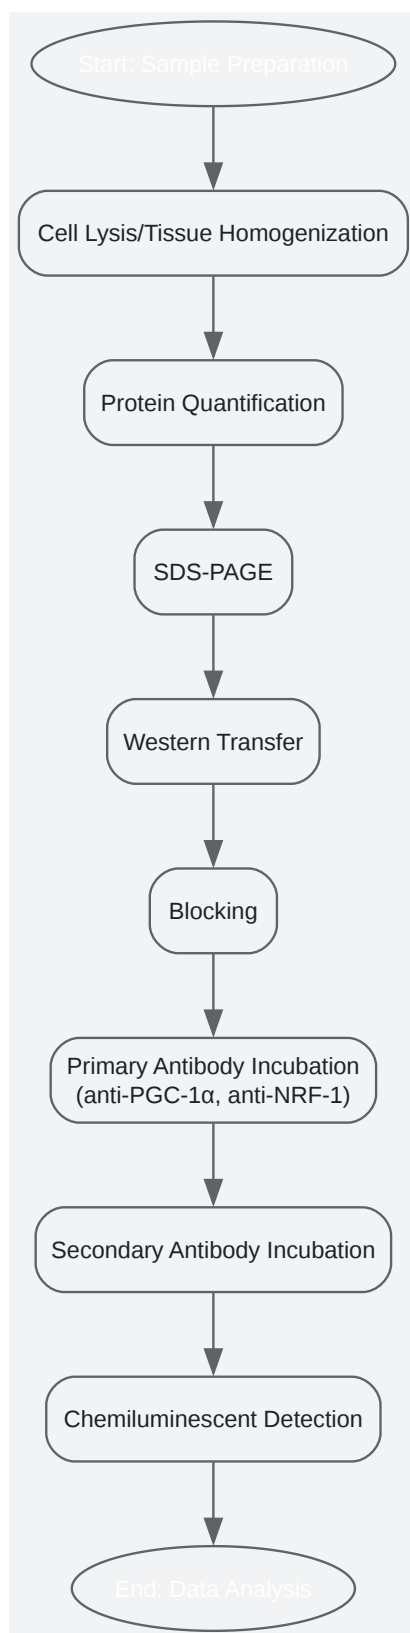 Start: Sample Preparation
Cell Lysis/Tissue Homogenization
Protein Quantification
SDS-PAGE
Western Transfer
Blocking
Primary Antibody Incubation
(anti-PGC-1α, anti-NRF-1)
Secondary Antibody Incubation
Chemiluminescent Detection
End: Data Analysis